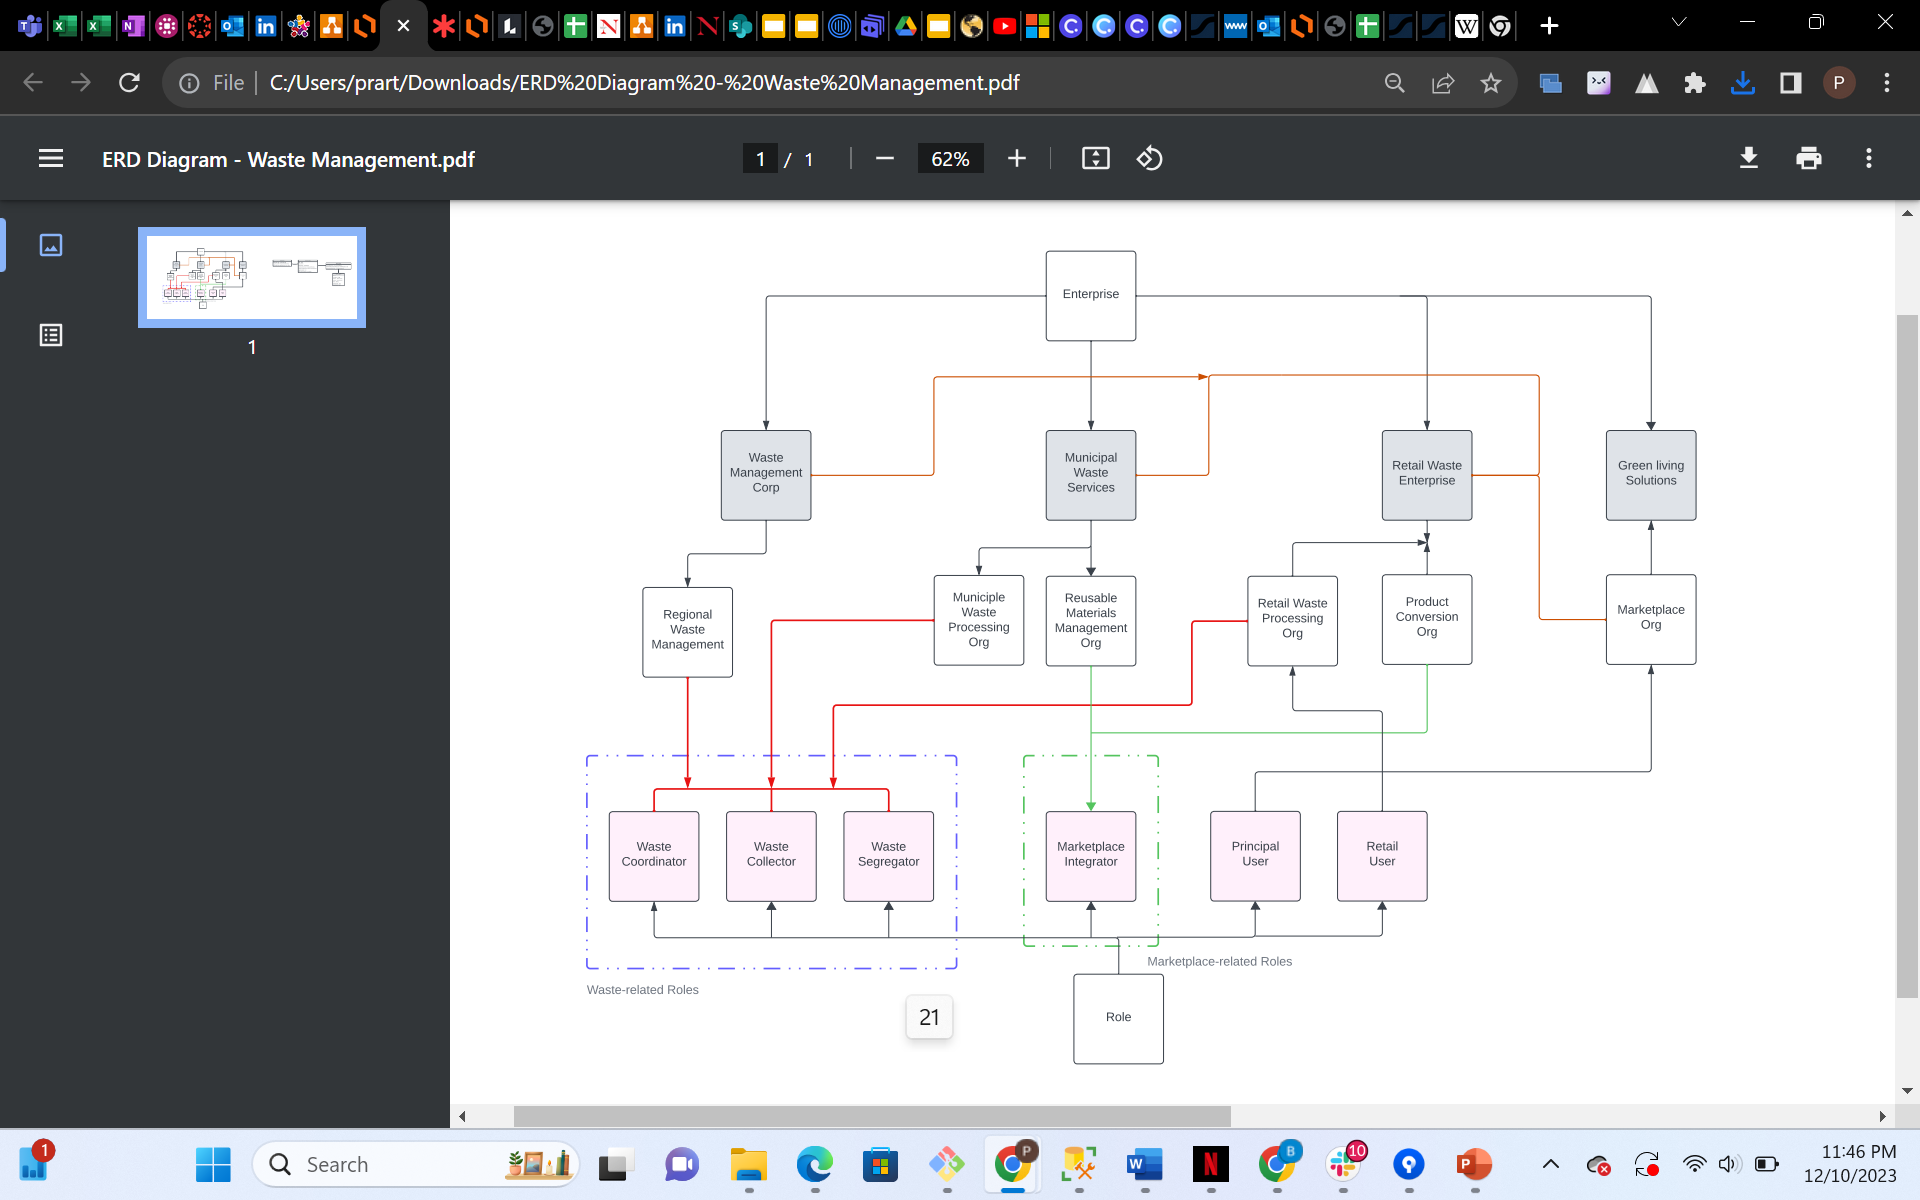 File
C:/Users/prart/Downloads/ERD%20Diagram%20-%20Waste%20Management.pdf
P
ERD Diagram - Waste Management.pdf
1 / 1
62%
1
Enterprise
Waste
Management
Corp
Municipal
Waste
Services
Retail Waste
Enterprise
Green living
Solutions
Regional
Waste
Management
Municiple
Waste
Processing
Org
Reusable
Materials
Management
Org
Retail Waste
Processing
Org
Product
Conversion
Org
Marketplace
Org
Waste
Coordinator
Waste
Collector
Waste
Segregator
Marketplace
Integrator
Principal
User
Retail
User
Marketplace-related Roles
Waste-related Roles
21
Role
1
Search
P
W
N
B
10
P
11:46 PM
12/10/2023